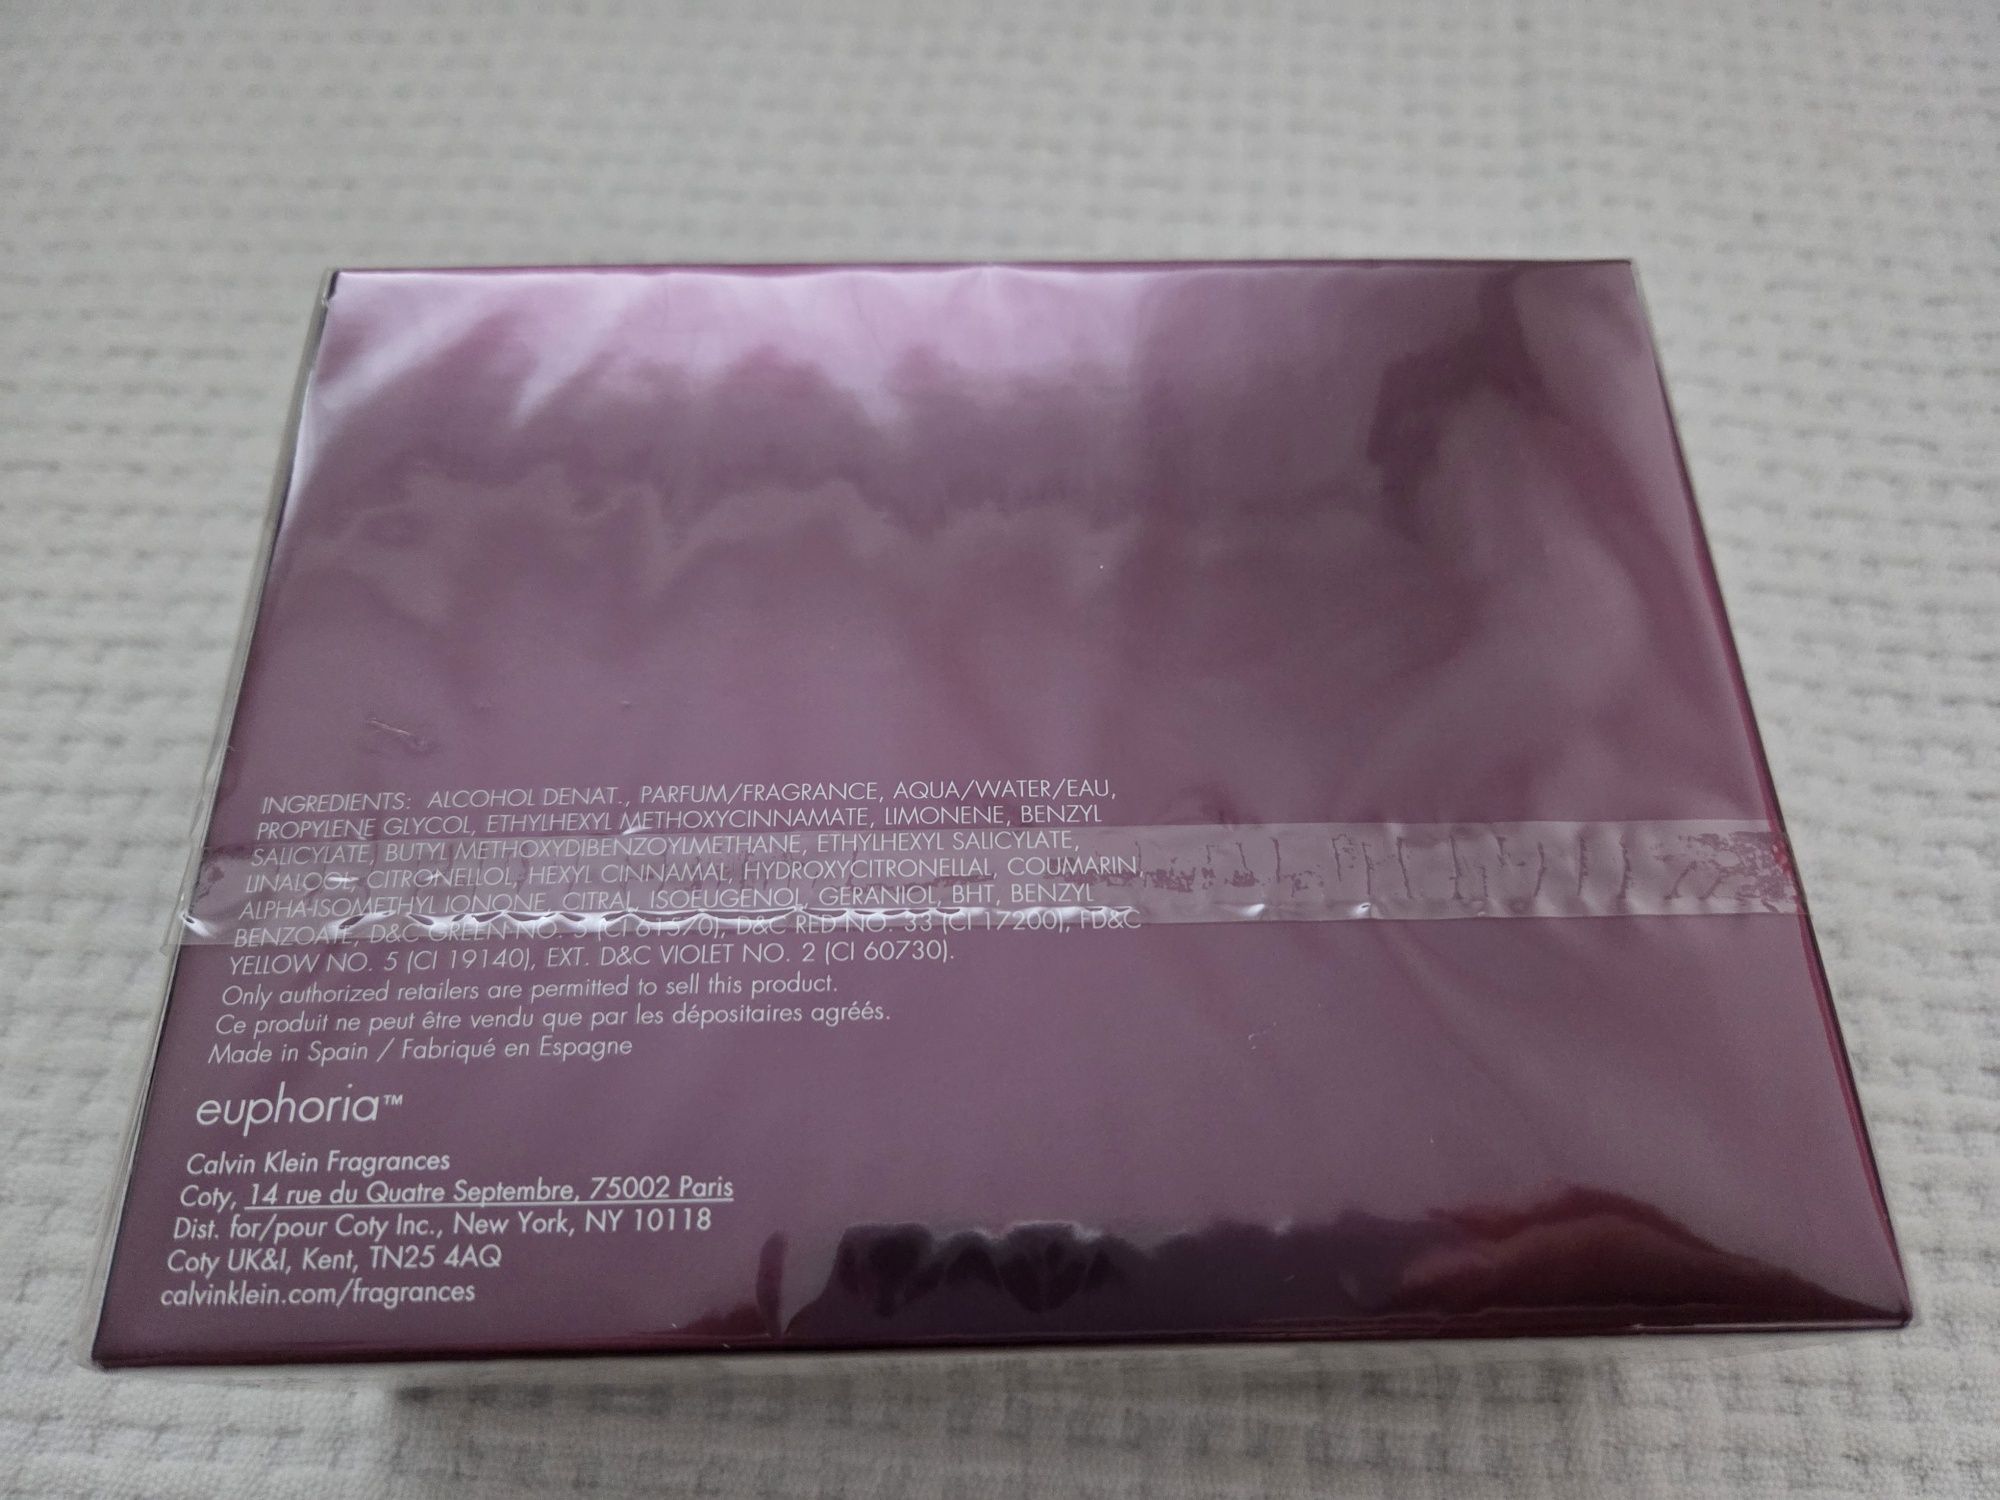 INGREDIENTS: ALCOHOL DENAT., PARFUM/FRAGRANCE, AQUA/WATER/EAU,
PROPYLENE GLYCOL, ETHYLHEXYL METHOXYCINNAMATE, LIMONENE, BENZYL
SALICYLATE, BUTYL METHOXYDIBENZOYLMETHANE, ETHYLHEXYL SALICYLATE,
LINALOOL, CITRONELLOL, HEXYL CINNAMAL, HYDROXYCITRONELLAL, COUMARIN,
ALPHA-ISOMETHYL IONONE, CITRAL, ISOEUGENOL, GERANIOL, BHT, BENZYL
BENZOATE, D&C GREEN NO. 5 (CI 61570), D&C RED NO. 33 (CI 17200), FD&C
YELLOW NO. 5 (CI 19140), EXT. D&C VIOLET NO. 2 (CI 60730).
Only authorized retailers are permitted to sell this product.
Ce produit ne peut être vendu que par les dépositaires agréés.
Made in Spain / Fabriqué en Espagne
euphoria™
Calvin Klein Fragrances
Coty, 14 rue du Quatre Septembre, 75002 Paris
Dist. for/pour Coty Inc., New York, NY 10118
Coty UK&I, Kent, TN25 4AQ
calvinklein.com/fragrances